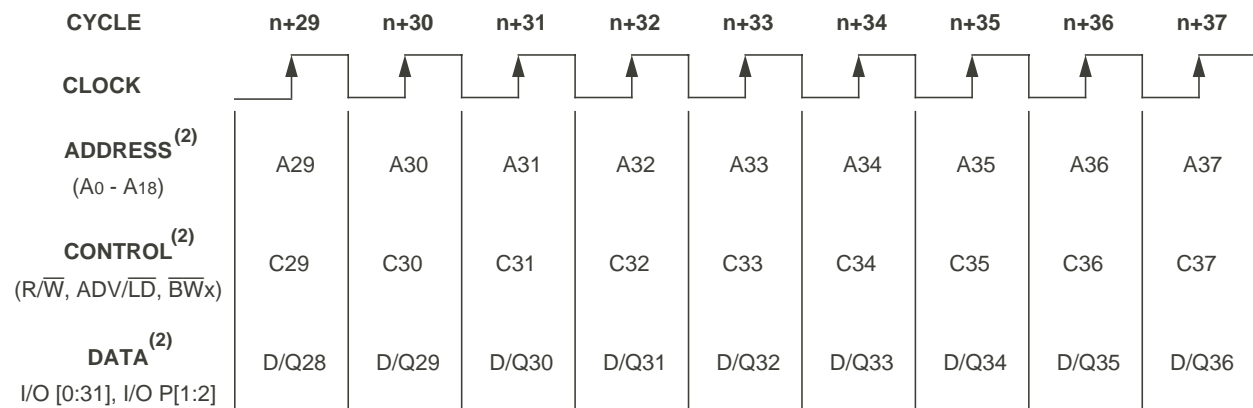 CYCLE n+29 n+30 n+31 n+32 n+33 n+34 n+35 n+36 n+37
CLOCK
ADDRESS(2)
(A0 - A18) A29 A30 A31 A32 A33 A34 A35 A36 A37
CONTROL(2)
(R/W̅, ADV/L̅D̅, B̅W̅x) C29 C30 C31 C32 C33 C34 C35 C36 C37
DATA(2)
I/O [0:31], I/O P[1:2] D/Q28 D/Q29 D/Q30 D/Q31 D/Q32 D/Q33 D/Q34 D/Q35 D/Q36